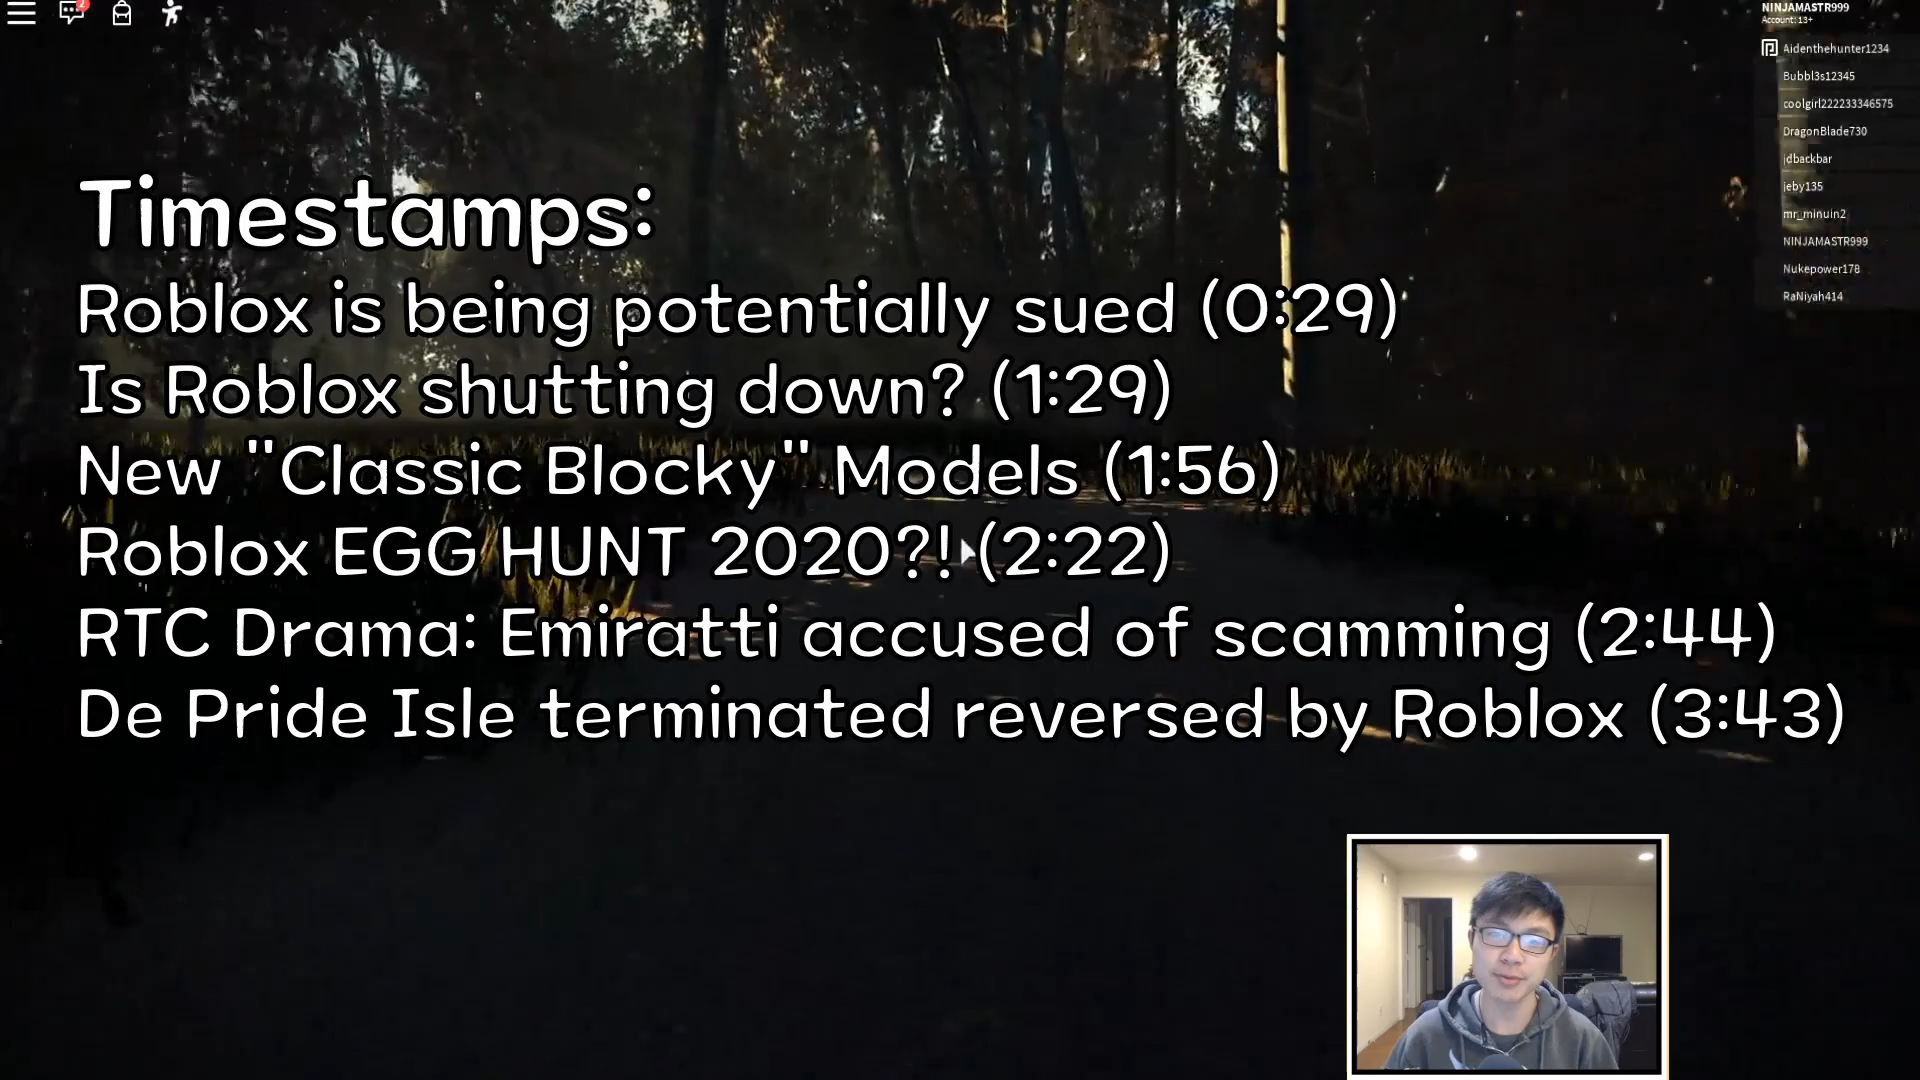 2
NINJAMASTR999
Account: 13+
Aidenthehunter1234
Bubbl3s12345
coolgirl222233346575
DragonBlade730
jdbackbar
jeby135
mr_minuin2
NINJAMASTR999
Nukepower178
RaNiyah414
Timestamps:
Roblox is being potentially sued (0:29)
Is Roblox shutting down? (1:29)
New "Classic Blocky" Models (1:56)
Roblox EGG HUNT 2020?! (2:22)
RTC Drama: Emiratti accused of scamming (2:44)
De Pride Isle terminated reversed by Roblox (3:43)